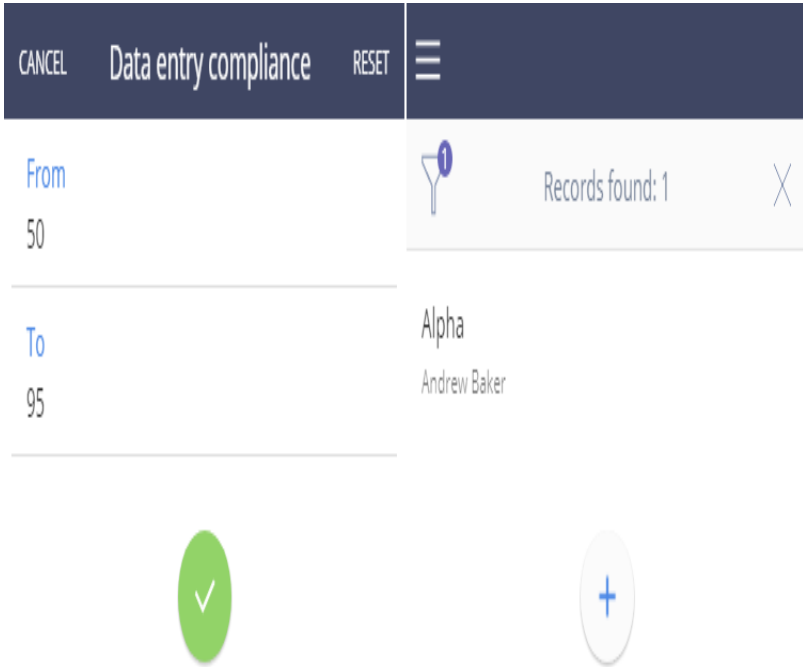 CANCEL Data entry compliance RESET
From
50
To
95
1
Records found: 1
Alpha
Andrew Baker